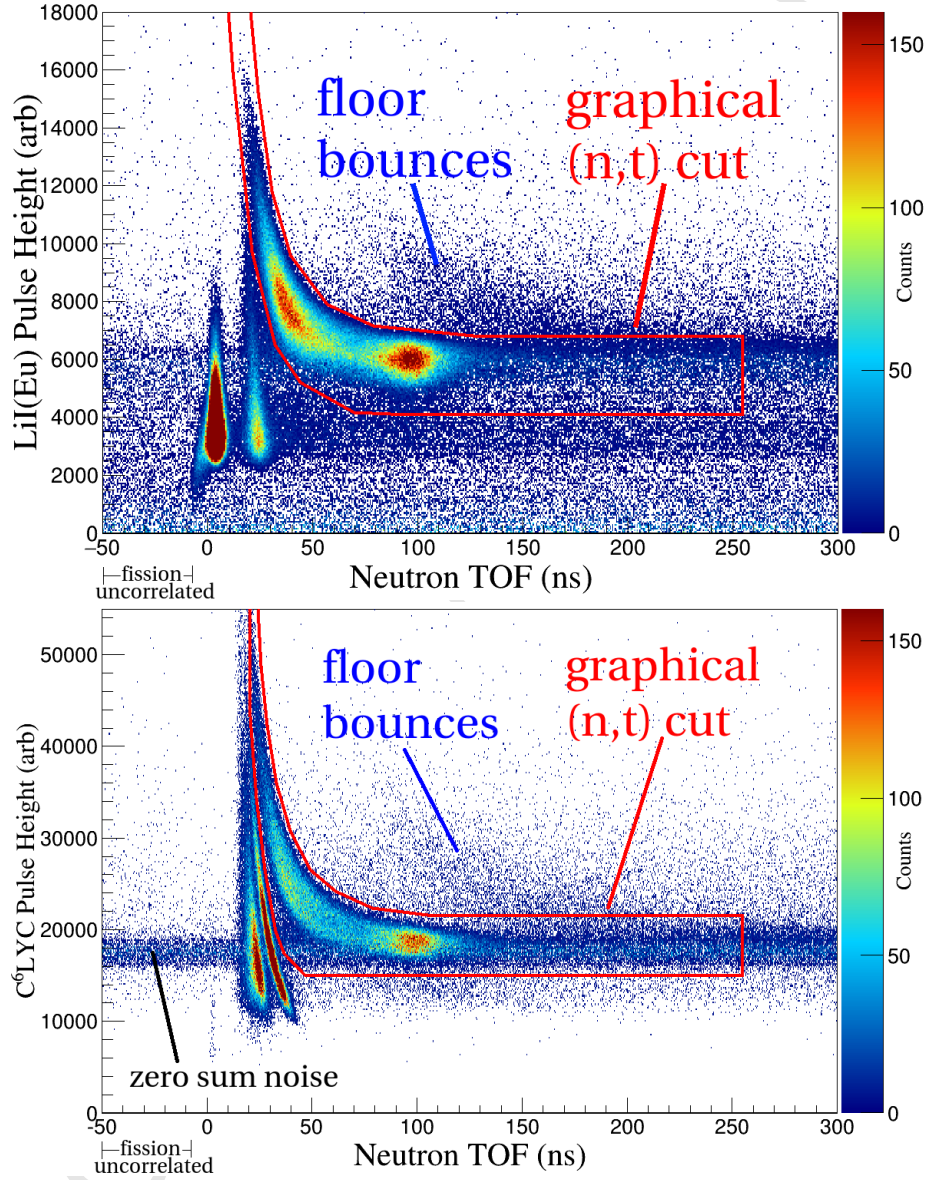 18000
16000
14000
12000
10000
8000
6000
4000
2000
0
LiI(Eu) Pulse Height (arb)
floor
bounces
graphical
(n,t) cut
150
100
50
0
Counts
−50 0 50 100 150 200 250 300
Neutron TOF (ns)
fission
uncorrelated
50000
40000
30000
20000
10000
0
C⁶LYC Pulse Height (arb)
floor
bounces
graphical
(n,t) cut
zero sum noise
150
100
50
0
Counts
-50 0 50 100 150 200 250 300
Neutron TOF (ns)
fission
uncorrelated